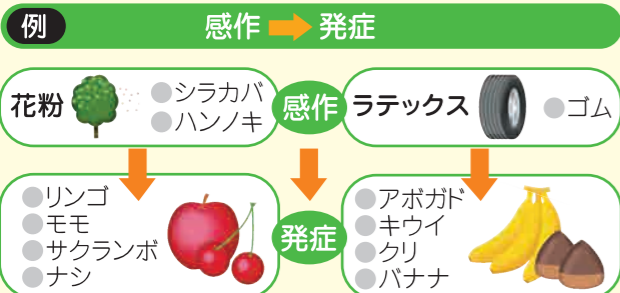 例
感作 ➡ 発症
花粉
●シラカバ
●ハンノキ
感作
ラテックス
●ゴム
●リンゴ
●モモ
●サクランボ
●ナシ
発症
●アボガド
●キウイ
●クリ
●バナナ